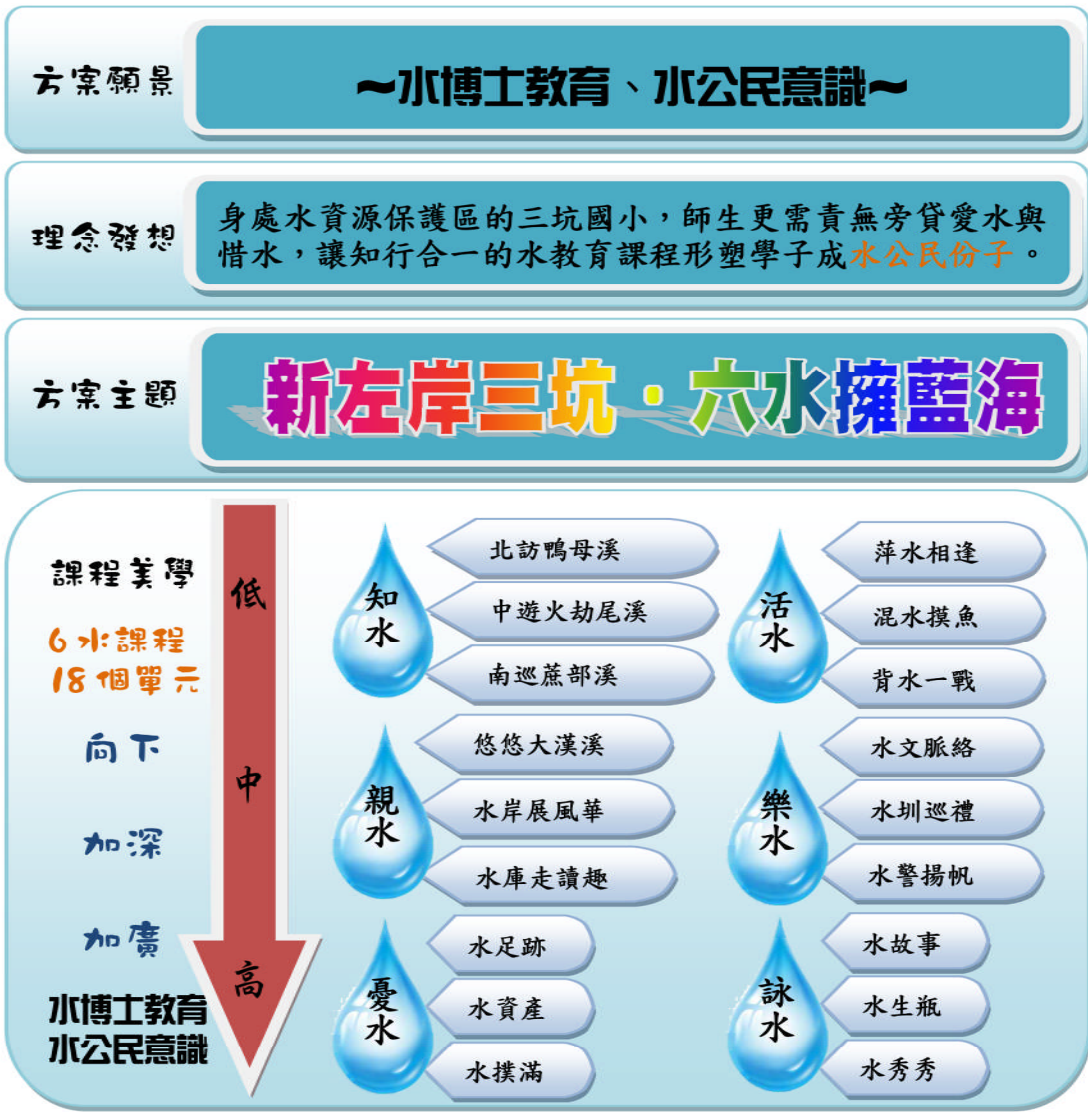 方案願景
~水博士教育、水公民意識~
理念發想
身處水資源保護區的三坑國小，師生更需責無旁貸愛水與
惜水，讓知行合一的水教育課程形塑學子成水公民份子。
方案主題
新左岸三坑‧六水擁藍海
課程美學
6水課程
18個單元
向下
加深
加廣
水博士教育
水公民意識
低
中
高
知水
北訪鴨母溪
中遊火劫尾溪
南巡蔗部溪
活水
萍水相逢
混水摸魚
背水一戰
親水
悠悠大漢溪
水岸展風華
水庫走讀趣
樂水
水文脈絡
水圳巡禮
水警揚帆
憂水
水足跡
水資產
水撲滿
詠水
水故事
水生瓶
水秀秀